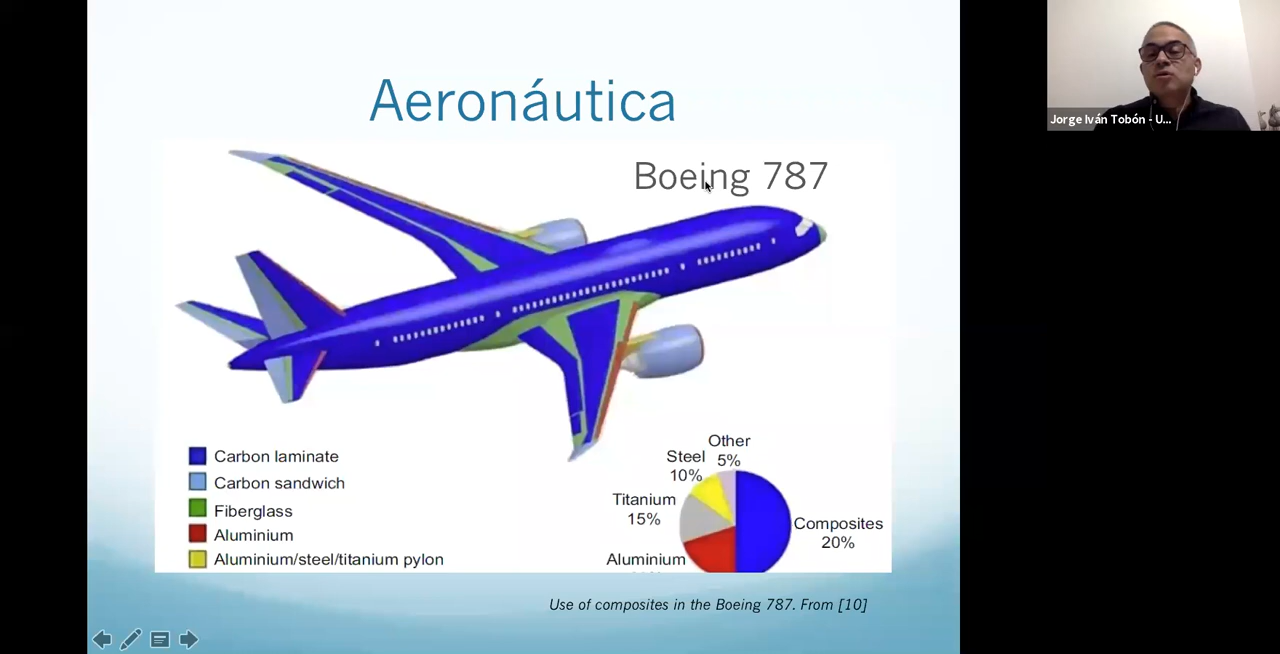 Aeronáutica
Boeing 787
Jorge Iván Tobón - U...
Carbon laminate
Carbon sandwich
Fiberglass
Aluminium
Aluminium/steel/titanium pylon
Other
5%
Steel
10%
Titanium
15%
Composites
20%
Aluminium
Use of composites in the Boeing 787. From [10]